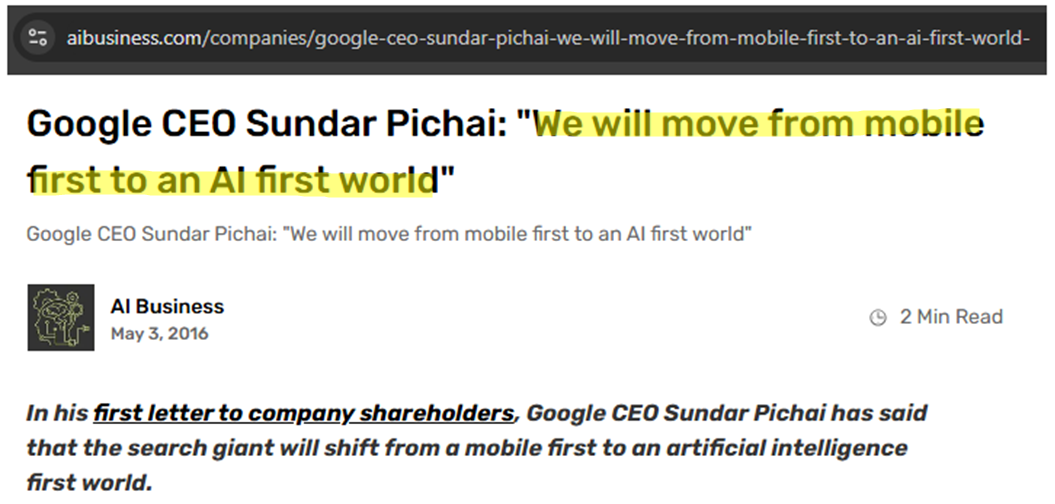 aibusiness.com/companies/google-ceo-sundar-pichai-we-will-move-from-mobile-first-to-an-ai-first-world-
Google CEO Sundar Pichai: "We will move from mobile
first to an AI first world"
Google CEO Sundar Pichai: "We will move from mobile first to an AI first world"
AI Business
May 3, 2016
2 Min Read
In his first letter to company shareholders, Google CEO Sundar Pichai has said
that the search giant will shift from a mobile first to an artificial intelligence
first world.